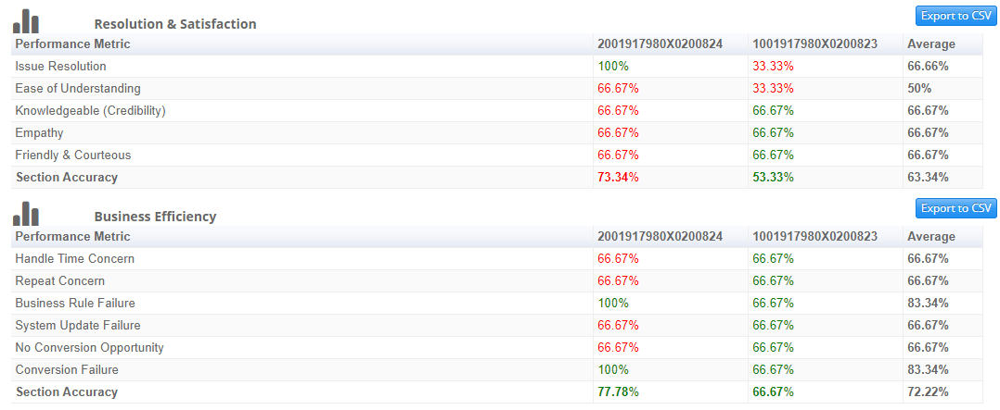 Resolution & Satisfaction Export to CSV
Performance Metric 2001917980X0200824 1001917980X0200823 Average
Issue Resolution 100% 33.33% 66.66%
Ease of Understanding 66.67% 33.33% 50%
Knowledgeable (Credibility) 66.67% 66.67% 66.67%
Empathy 66.67% 66.67% 66.67%
Friendly & Courteous 66.67% 66.67% 66.67%
Section Accuracy 73.34% 53.33% 63.34%
Business Efficiency Export to CSV
Performance Metric 2001917980X0200824 1001917980X0200823 Average
Handle Time Concern 66.67% 66.67% 66.67%
Repeat Concern 66.67% 66.67% 66.67%
Business Rule Failure 100% 66.67% 83.34%
System Update Failure 66.67% 66.67% 66.67%
No Conversion Opportunity 66.67% 66.67% 66.67%
Conversion Failure 100% 66.67% 83.34%
Section Accuracy 77.78% 66.67% 72.22%